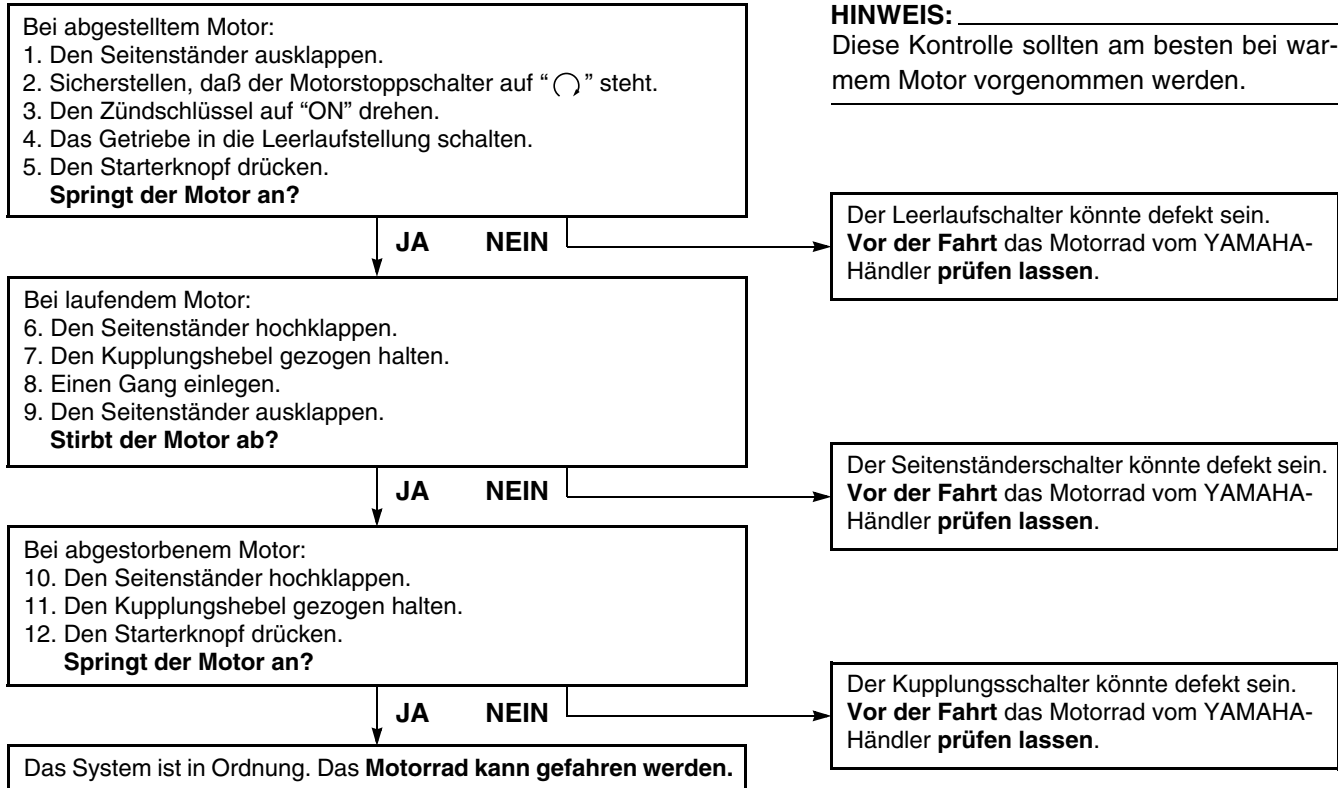 Bei abgestelltem Motor:
1. Den Seitenständer ausklappen.
2. Sicherstellen, daß der Motorstoppschalter auf “ ” steht.
3. Den Zündschlüssel auf “ON” drehen.
4. Das Getriebe in die Leerlaufstellung schalten.
5. Den Starterknopf drücken.
Springt der Motor an?
HINWEIS:
Diese Kontrolle sollten am besten bei war-
mem Motor vorgenommen werden.
JA NEIN
Der Leerlaufschalter könnte defekt sein.
Vor der Fahrt das Motorrad vom YAMAHA-
Händler prüfen lassen.
Bei laufendem Motor:
6. Den Seitenständer hochklappen.
7. Den Kupplungshebel gezogen halten.
8. Einen Gang einlegen.
9. Den Seitenständer ausklappen.
Stirbt der Motor ab?
JA NEIN
Der Seitenständerschalter könnte defekt sein.
Vor der Fahrt das Motorrad vom YAMAHA-
Händler prüfen lassen.
Bei abgestorbenem Motor:
10. Den Seitenständer hochklappen.
11. Den Kupplungshebel gezogen halten.
12. Den Starterknopf drücken.
Springt der Motor an?
JA NEIN
Der Kupplungsschalter könnte defekt sein.
Vor der Fahrt das Motorrad vom YAMAHA-
Händler prüfen lassen.
Das System ist in Ordnung. Das Motorrad kann gefahren werden.